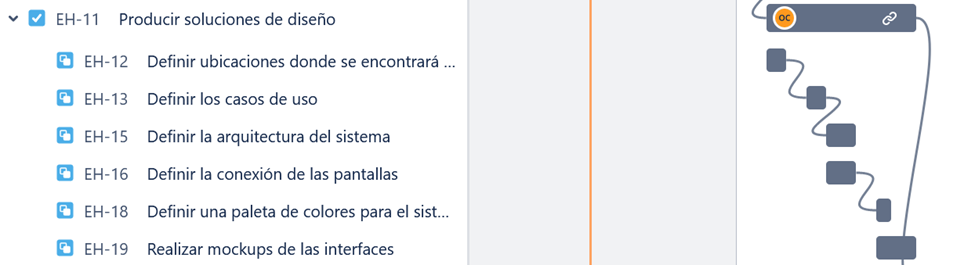 EH-11 Producir soluciones de diseño OC
EH-12 Definir ubicaciones donde se encontrará ...
EH-13 Definir los casos de uso
EH-15 Definir la arquitectura del sistema
EH-16 Definir la conexión de las pantallas
EH-18 Definir una paleta de colores para el sist...
EH-19 Realizar mockups de las interfaces